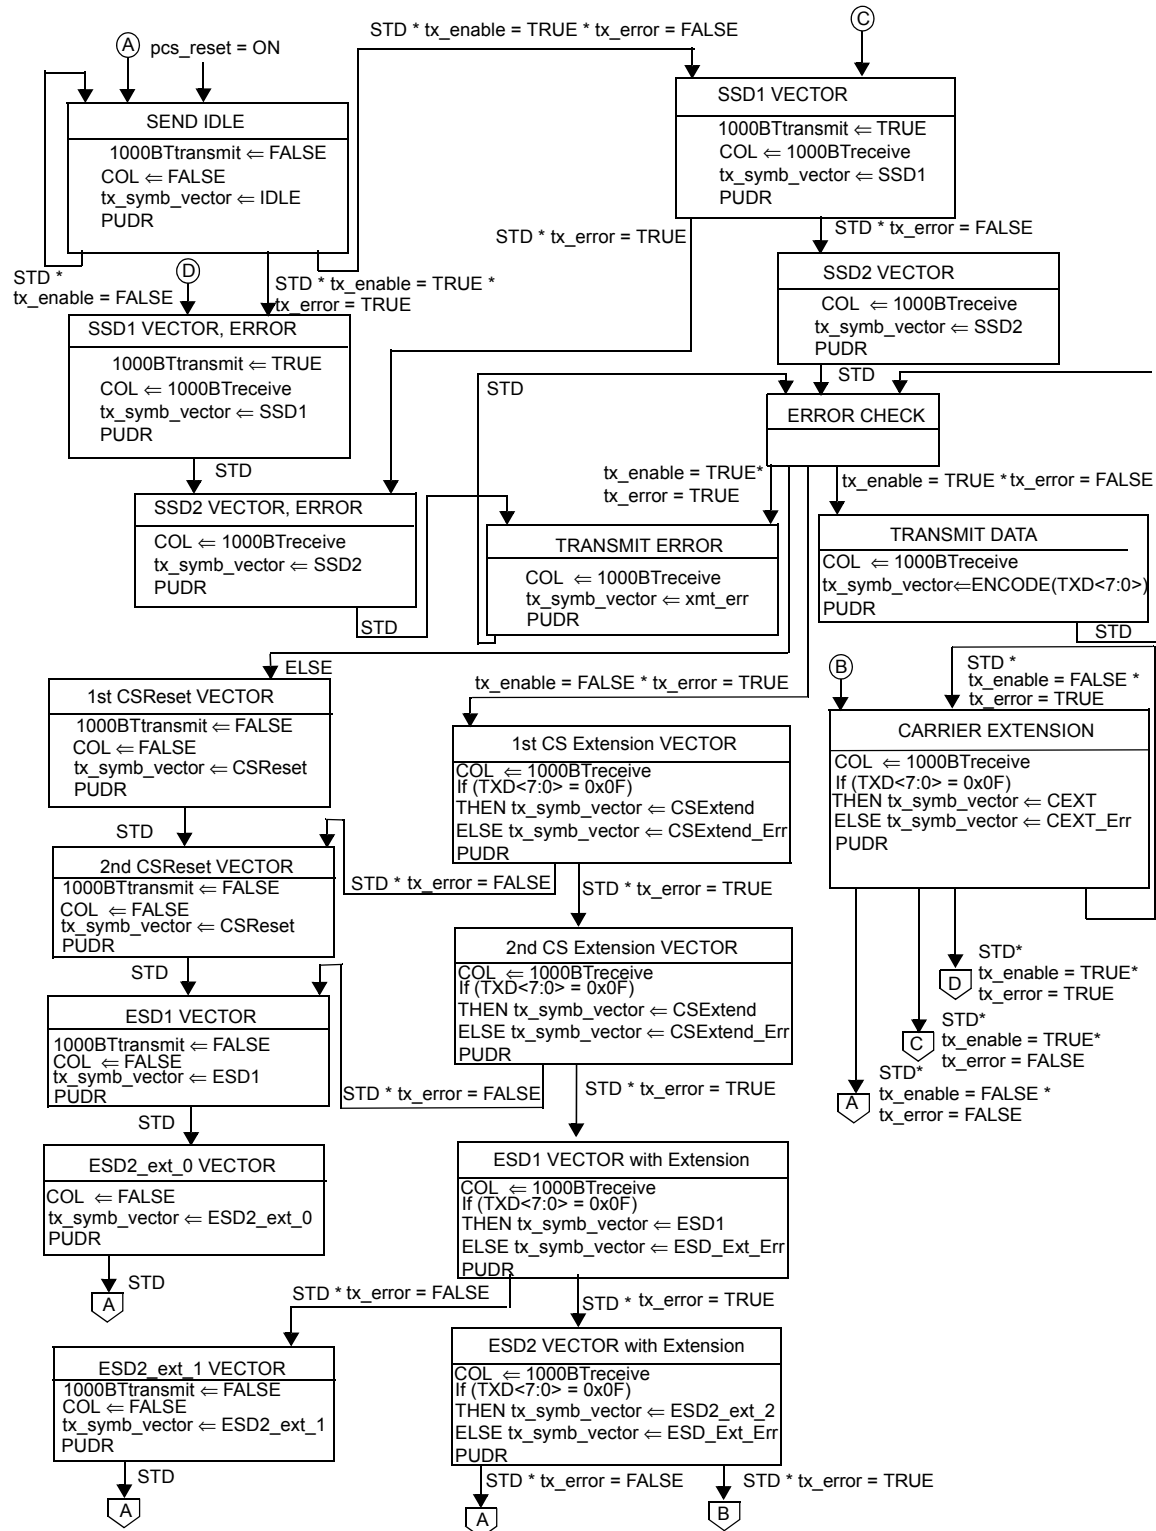 A
pcs_reset = ON
STD * tx_enable = TRUE * tx_error = FALSE
C
SEND IDLE
1000BTtransmit ⇐ FALSE
COL ⇐ FALSE
tx_symb_vector ⇐ IDLE
PUDR
SSD1 VECTOR
1000BTtransmit ⇐ TRUE
COL ⇐ 1000BTreceive
tx_symb_vector ⇐ SSD1
PUDR
STD * tx_error = TRUE
STD * tx_error = FALSE
STD *
tx_enable = FALSE
D
STD * tx_enable = TRUE *
tx_error = TRUE
SSD2 VECTOR
COL ⇐ 1000BTreceive
tx_symb_vector ⇐ SSD2
PUDR
SSD1 VECTOR, ERROR
1000BTtransmit ⇐ TRUE
COL ⇐ 1000BTreceive
tx_symb_vector ⇐ SSD1
PUDR
STD
STD
ERROR CHECK
STD
tx_enable = TRUE*
tx_error = TRUE
tx_enable = TRUE * tx_error = FALSE
SSD2 VECTOR, ERROR
COL ⇐ 1000BTreceive
tx_symb_vector ⇐ SSD2
PUDR
STD
TRANSMIT ERROR
COL ⇐ 1000BTreceive
tx_symb_vector ⇐ xmt_err
PUDR
TRANSMIT DATA
COL ⇐ 1000BTreceive
tx_symb_vector⇐ENCODE(TXD<7:0>)
PUDR
STD
ELSE
tx_enable = FALSE * tx_error = TRUE
B
STD *
tx_enable = FALSE *
tx_error = TRUE
1st CSReset VECTOR
1000BTtransmit ⇐ FALSE
COL ⇐ FALSE
tx_symb_vector ⇐ CSReset
PUDR
STD
1st CS Extension VECTOR
COL ⇐ 1000BTreceive
If (TXD<7:0> = 0x0F)
THEN tx_symb_vector ⇐ CSExtend
ELSE tx_symb_vector ⇐ CSExtend_Err
PUDR
CARRIER EXTENSION
COL ⇐ 1000BTreceive
If (TXD<7:0> = 0x0F)
THEN tx_symb_vector ⇐ CEXT
ELSE tx_symb_vector ⇐ CEXT_Err
PUDR
2nd CSReset VECTOR
1000BTtransmit ⇐ FALSE
COL ⇐ FALSE
tx_symb_vector ⇐ CSReset
PUDR
STD * tx_error = FALSE
STD * tx_error = TRUE
STD
2nd CS Extension VECTOR
COL ⇐ 1000BTreceive
If (TXD<7:0> = 0x0F)
THEN tx_symb_vector ⇐ CSExtend
ELSE tx_symb_vector ⇐ CSExtend_Err
PUDR
D
STD*
tx_enable = TRUE*
tx_error = TRUE
C
STD*
tx_enable = TRUE*
tx_error = FALSE
A
STD*
tx_enable = FALSE *
tx_error = FALSE
ESD1 VECTOR
1000BTtransmit ⇐ FALSE
COL ⇐ FALSE
tx_symb_vector ⇐ ESD1
PUDR
STD * tx_error = FALSE
STD * tx_error = TRUE
STD
ESD2_ext_0 VECTOR
COL ⇐ FALSE
tx_symb_vector ⇐ ESD2_ext_0
PUDR
STD
A
ESD1 VECTOR with Extension
COL ⇐ 1000BTreceive
If (TXD<7:0> = 0x0F)
THEN tx_symb_vector ⇐ ESD1
ELSE tx_symb_vector ⇐ ESD_Ext_Err
PUDR
STD * tx_error = FALSE
STD * tx_error = TRUE
ESD2_ext_1 VECTOR
1000BTtransmit ⇐ FALSE
COL ⇐ FALSE
tx_symb_vector ⇐ ESD2_ext_1
PUDR
STD
A
ESD2 VECTOR with Extension
COL ⇐ 1000BTreceive
If (TXD<7:0> = 0x0F)
THEN tx_symb_vector ⇐ ESD2_ext_2
ELSE tx_symb_vector ⇐ ESD_Ext_Err
PUDR
STD * tx_error = FALSE
STD * tx_error = TRUE
A
B